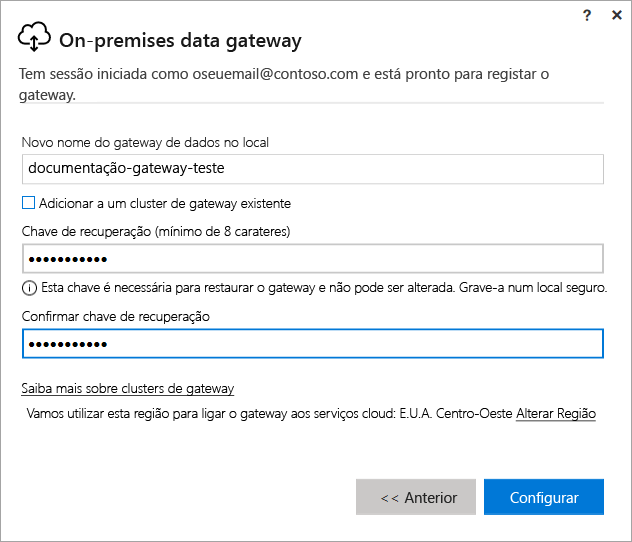 ? ×
On-premises data gateway
Tem sessão iniciada como oseuemail@contoso.com e está pronto para registar o
gateway.
Novo nome do gateway de dados no local
documentação-gateway-teste
Adicionar a um cluster de gateway existente
Chave de recuperação (mínimo de 8 carateres)
•••••••••••
Esta chave é necessária para restaurar o gateway e não pode ser alterada. Grave-a num local seguro.
Confirmar chave de recuperação
•••••••••••
Saiba mais sobre clusters de gateway
Vamos utilizar esta região para ligar o gateway aos serviços cloud: E.U.A. Centro-Oeste Alterar Região
<< Anterior
Configurar